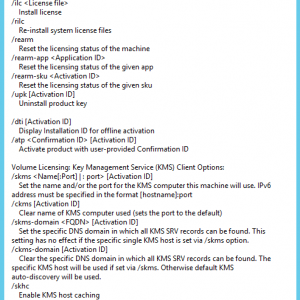 /ilc <License file>
Install license
/rilc
Re-install system license files
/rearm
Reset the licensing status of the machine
/rearm-app <Application ID>
Reset the licensing status of the given app
/rearm-sku <Activation ID>
Reset the licensing status of the given sku
/upk [Activation ID]
Uninstall product key

/dti [Activation ID]
Display Installation ID for offline activation
/atp <Confirmation ID> [Activation ID]
Activate product with user-provided Confirmation ID

Volume Licensing: Key Management Service (KMS) Client Options:
/skms <Name[:Port] | : port> [Activation ID]
Set the name and/or the port for the KMS computer this machine will use. IPv6
address must be specified in the format [hostname]:port
/ckms [Activation ID]
Clear name of KMS computer used (sets the port to the default)
/skms-domain <FQDN> [Activation ID]
Set the specific DNS domain in which all KMS SRV records can be found. This
setting has no effect if the specific single KMS host is set via /skms option.
/ckms-domain [Activation ID]
Clear the specific DNS domain in which all KMS SRV records can be found. The
specific KMS host will be used if set via /skms. Otherwise default KMS
auto-discovery will be used.
/skhc
Enable KMS host caching